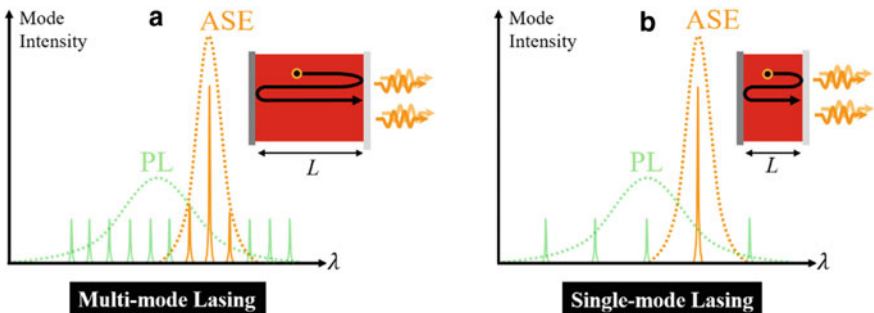 Mode
Intensity
a
ASE
PL
L
λ
Multi-mode Lasing
Mode
Intensity
b
ASE
PL
L
λ
Single-mode Lasing